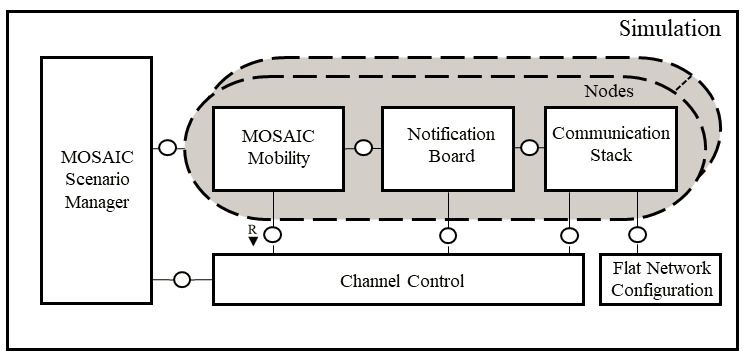 Simulation
Nodes
MOSAIC
Scenario
Manager
MOSAIC
Mobility
Notification
Board
Communication
Stack
R
Channel Control
Flat Network
Configuration